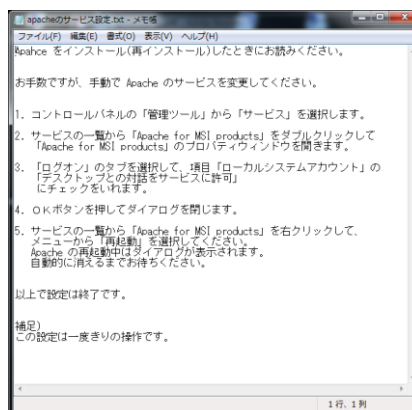 apacheのサービス設定.txt - メモ帳
ファイル(F) 編集(E) 書式(O) 表示(V) ヘルプ(H)
Apahce をインストール(再インストール)したときにお読みください。
お手数ですが、手動で Apache のサービスを変更してください。
1. コントロールパネルの「管理ツール」から「サービス」を選択します。
2. サービスの一覧から「Apache for MSI products」をダブルクリックして
「Apache for MSI products」のプロパティウィンドウを開きます。
3. 「ログオン」のタブを選択して、項目「ローカルシステムアカウント」の
「デスクトップとの対話をサービスに許可」
にチェックをいれます。
4. OKボタンを押してダイアログを閉じます。
5. サービスの一覧から「Apache for MSI products」を右クリックして、
メニューから「再起動」を選択してください。
Apache の再起動中はダイアログが表示されます。
自動的に消えるまでお待ちください。
以上で設定は終了です。
補足)
この設定は一度きりの操作です。
1 行、1 列